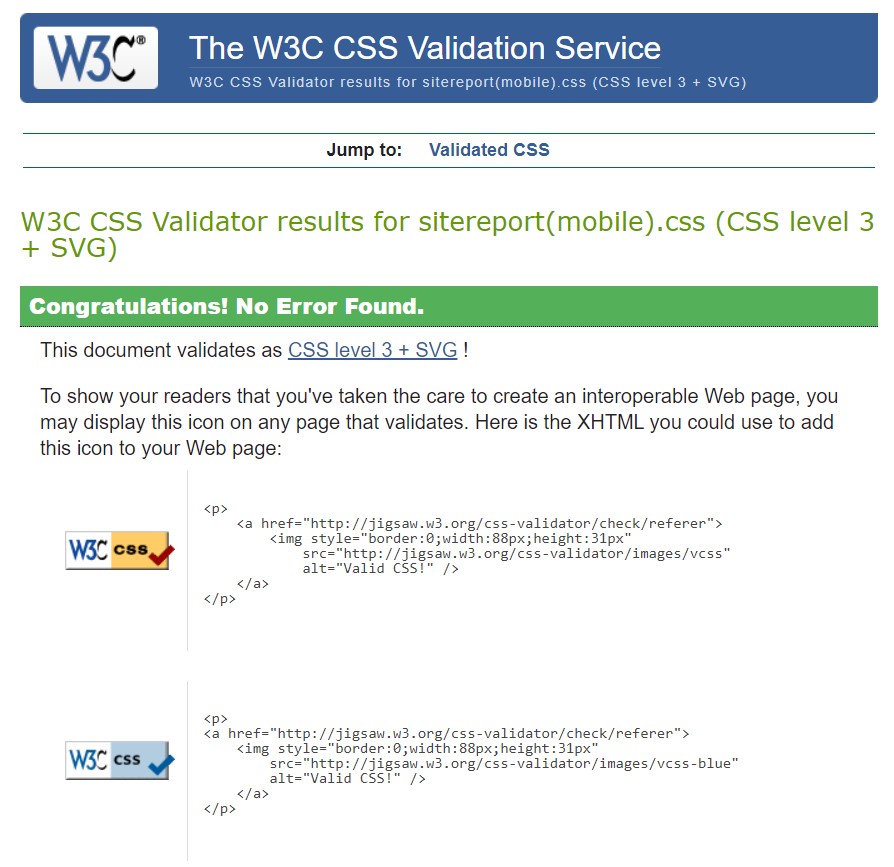 W3C®
The W3C CSS Validation Service
W3C CSS Validator results for sitereport(mobile).css (CSS level 3 + SVG)
Jump to: Validated CSS
W3C CSS Validator results for sitereport(mobile).css (CSS level 3
+ SVG)
Congratulations! No Error Found.
This document validates as CSS level 3 + SVG !
To show your readers that you've taken the care to create an interoperable Web page, you
may display this icon on any page that validates. Here is the XHTML you could use to add
this icon to your Web page:
W3C css
<p>
    <a href="http://jigsaw.w3.org/css-validator/check/referer">
        <img style="border:0;width:88px;height:31px"
            src="http://jigsaw.w3.org/css-validator/images/vcss"
            alt="Valid CSS!" />
    </a>
</p>
W3C css
<p>
<a href="http://jigsaw.w3.org/css-validator/check/referer">
    <img style="border:0;width:88px;height:31px"
        src="http://jigsaw.w3.org/css-validator/images/vcss-blue"
        alt="Valid CSS!" />
    </a>
</p>